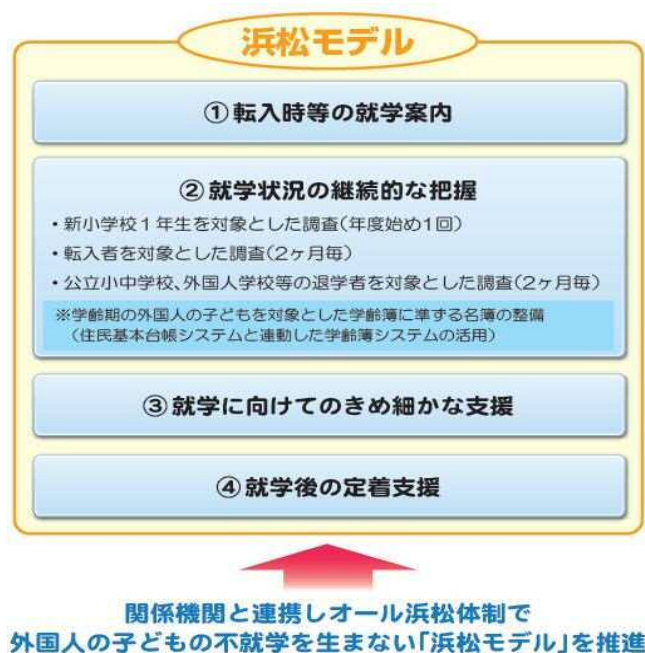 浜松モデル
①転入時等の就学案内
②就学状況の継続的な把握
・新小学校1年生を対象とした調査(年度始め1回)
・転入者を対象とした調査(2ヶ月毎)
・公立小中学校、外国人学校等の退学者を対象とした調査(2ヶ月毎)
※学齢期の外国人の子どもを対象とした学齢簿に準ずる名簿の整備
(住民基本台帳システムと連動した学齢簿システムの活用)
③就学に向けてのきめ細かな支援
④就学後の定着支援
関係機関と連携しオール浜松体制で
外国人の子どもの不就学を生まない「浜松モデル」を推進